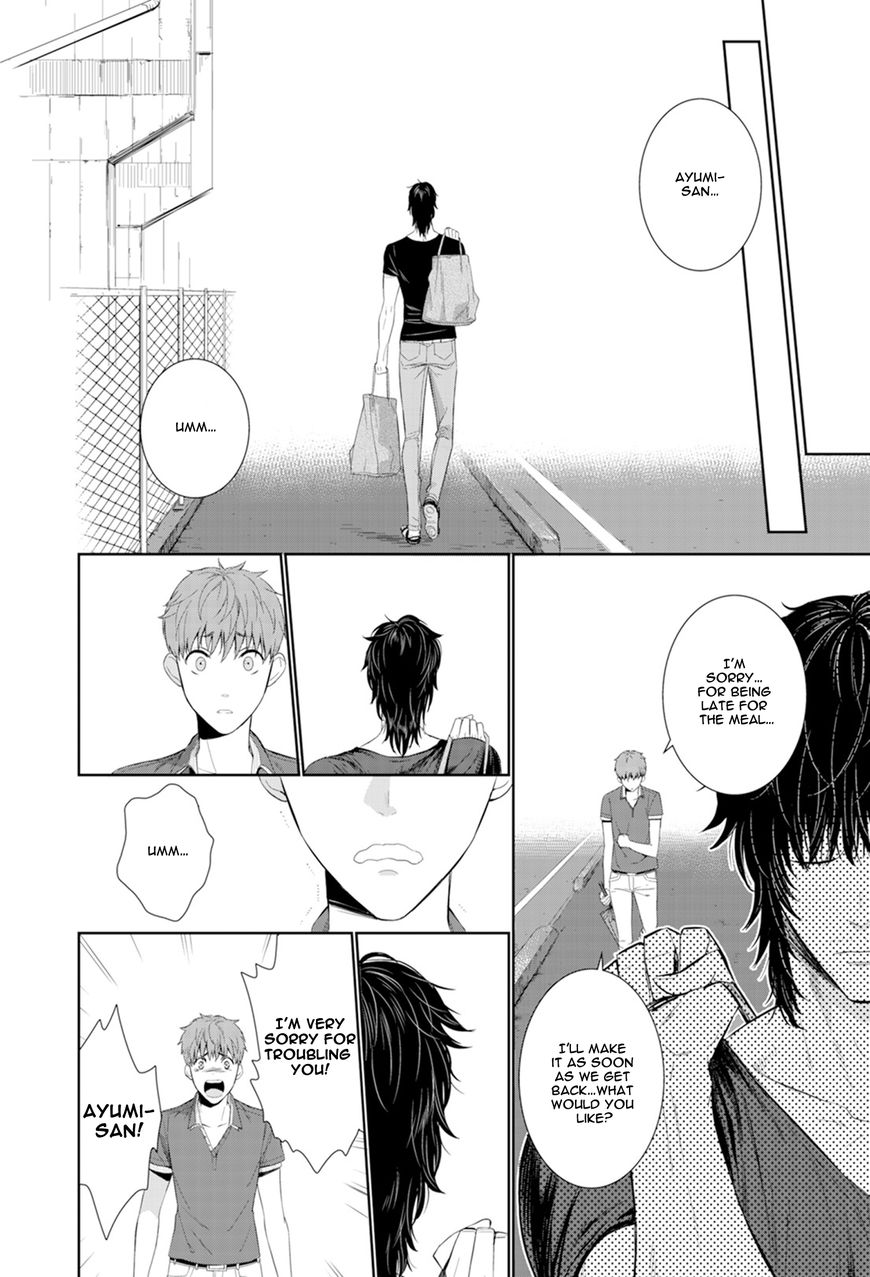 AYUMI-
SAN...
UMM...
I'M
SORRY...
FOR BEING
LATE FOR
THE MEAL...
I'LL MAKE
IT AS SOON
AS WE GET
BACK...WHAT
WOULD YOU
LIKE?
UMM...
I'M VERY
SORRY FOR
TROUBLING
YOU!
AYUMI-
SAN!